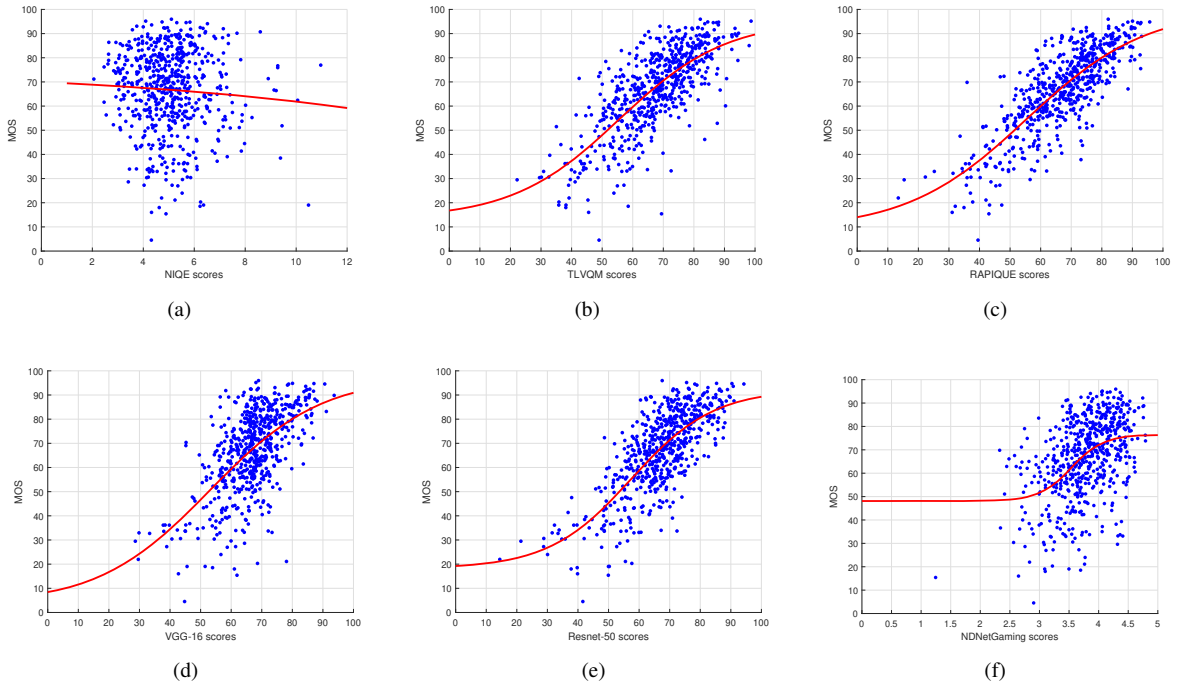 100
90
80
70
60
50
40
30
20
10
0
MOS
0 2 4 6 8 10 12
NIQE scores
(a)
100
90
80
70
60
50
40
30
20
10
0
MOS
0 10 20 30 40 50 60 70 80 90 100
TLVQM scores
(b)
100
90
80
70
60
50
40
30
20
10
0
MOS
0 10 20 30 40 50 60 70 80 90 100
RAPIQUE scores
(c)
100
90
80
70
60
50
40
30
20
10
0
MOS
0 10 20 30 40 50 60 70 80 90 100
VGG-16 scores
(d)
100
90
80
70
60
50
40
30
20
10
0
MOS
0 10 20 30 40 50 60 70 80 90 100
Resnet-50 scores
(e)
100
90
80
70
60
50
40
30
20
10
0
MOS
0 0.5 1 1.5 2 2.5 3 3.5 4 4.5 5
NDNetGaming scores
(f)